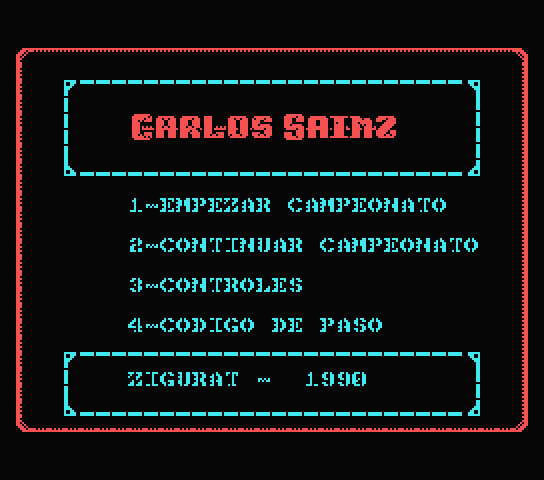 CARLOS SAINZ
1~EMPEZAR CAMPEONATO
2~CONTINUAR CAMPEONATO
3~CONTROLES
4~CODIGO DE PASO
ZIGURAT ~ 1990